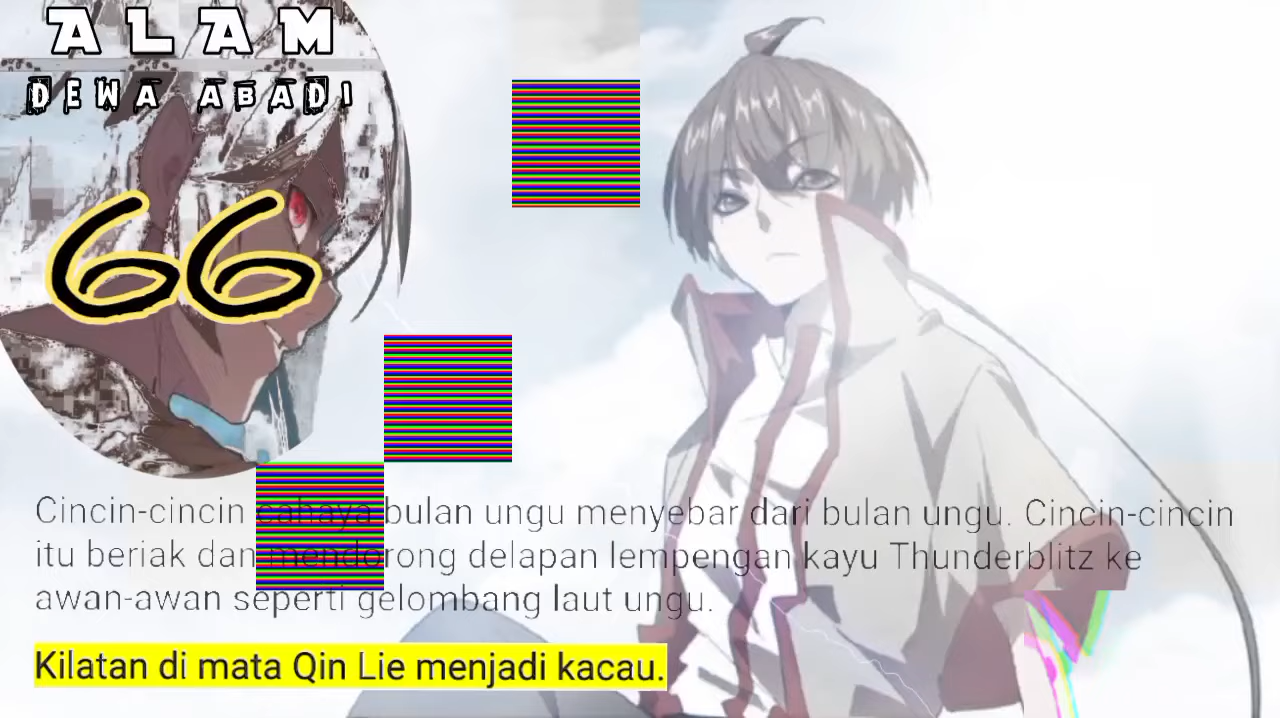 ALAM
DEWA ABADI
66
Cincin-cincin cahaya bulan ungu menyebar dari bulan ungu. Cincin-cincin
itu beriak dan mendorong delapan lempengan kayu Thunderblitz ke
awan-awan seperti gelombang laut ungu.
Kilatan di mata Qin Lie menjadi kacau.